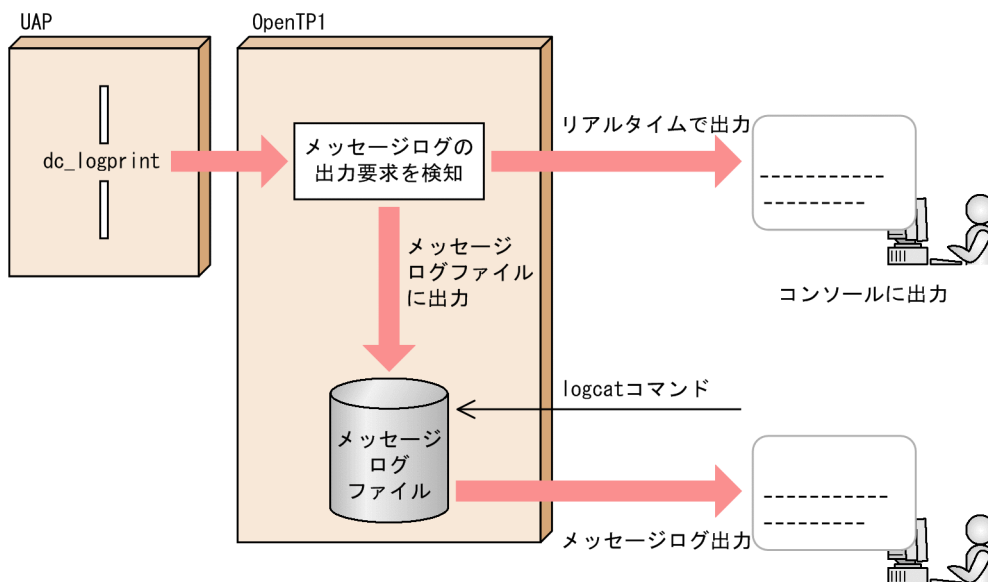 UAP
OpenTP1
dc_logprint
メッセージログの
出力要求を検知
リアルタイムで出力
メッセージ
ログファイル
に出力
コンソールに出力
logcatコマンド
メッセージ
ログ
ファイル
メッセージログ出力